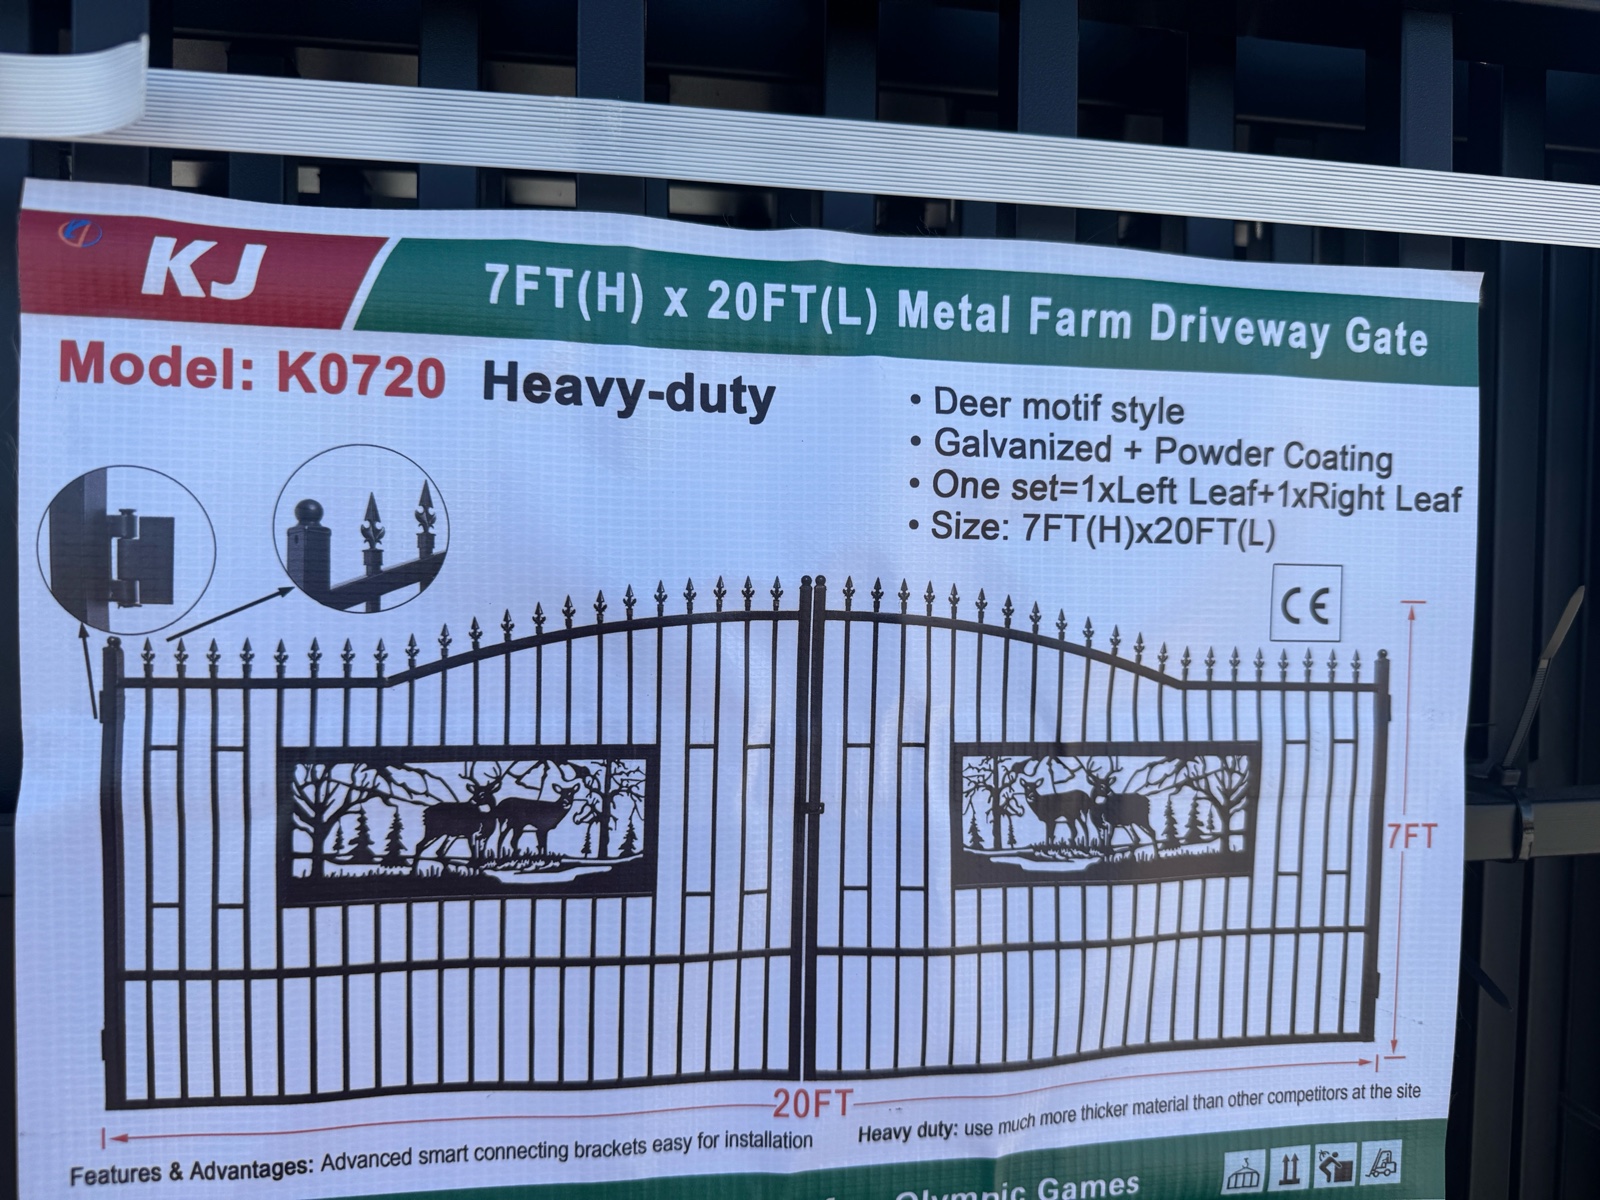 KJ
7FT(H) x 20FT(L) Metal Farm Driveway Gate
Model: K0720 Heavy-duty
• Deer motif style
• Galvanized + Powder Coating
• One set=1xLeft Leaf+1xRight Leaf
• Size: 7FT(H)x20FT(L)
CE
7FT
20FT
Features & Advantages: Advanced smart connecting brackets easy for installation
Heavy duty: use much more thicker material than other competitors at the site
Olympic Games